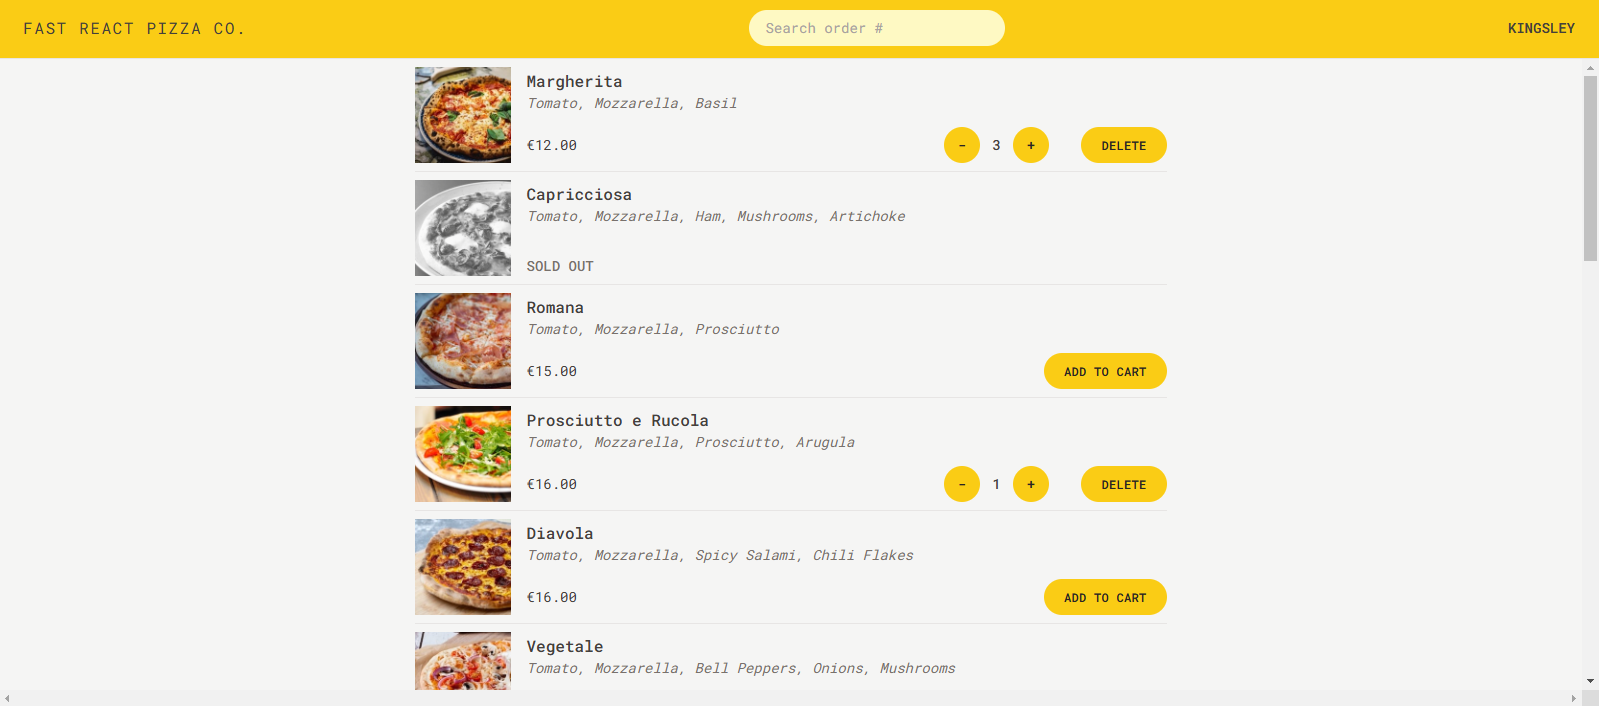 FAST REACT PIZZA CO.
Search order #
KINGSLEY
Margherita
Tomato, Mozzarella, Basil
€12.00
- 3 + DELETE
Capricciosa
Tomato, Mozzarella, Ham, Mushrooms, Artichoke
SOLD OUT
Romana
Tomato, Mozzarella, Prosciutto
€15.00
ADD TO CART
Prosciutto e Rucola
Tomato, Mozzarella, Prosciutto, Arugula
€16.00
- 1 + DELETE
Diavola
Tomato, Mozzarella, Spicy Salami, Chili Flakes
€16.00
ADD TO CART
Vegetale
Tomato, Mozzarella, Bell Peppers, Onions, Mushrooms